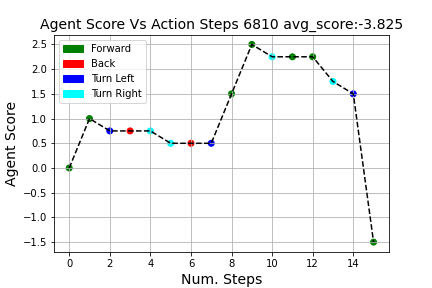 Agent Score Vs Action Steps 6810 avg_score:-3.825
Forward
Back
Turn Left
Turn Right
Agent Score
2.5
2.0
1.5
1.0
0.5
0.0
−0.5
−1.0
−1.5
0 2 4 6 8 10 12 14
Num. Steps